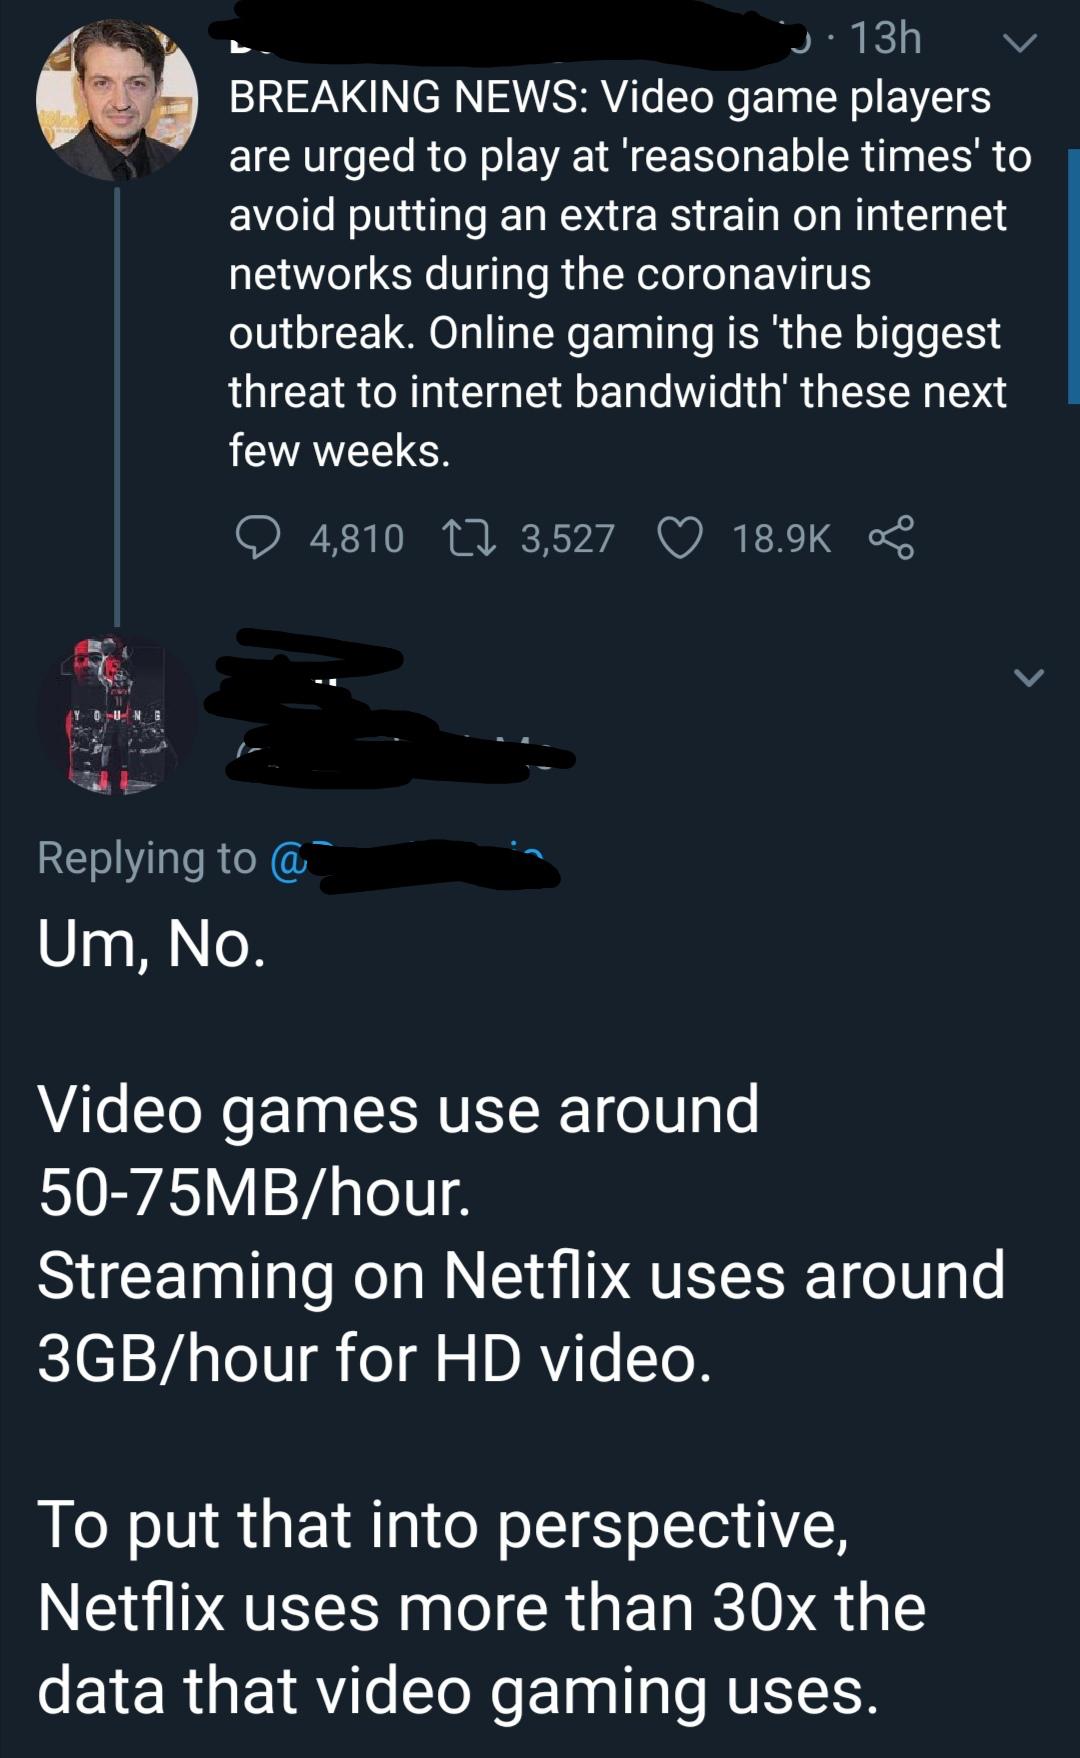 · 13h
BREAKING NEWS: Video game players
are urged to play at 'reasonable times' to
avoid putting an extra strain on internet
networks during the coronavirus
outbreak. Online gaming is 'the biggest
threat to internet bandwidth' these next
few weeks.
4,810 3,527 18.9K
YOUNG
Replying to @
Um, No.
Video games use around
50-75MB/hour.
Streaming on Netflix uses around
3GB/hour for HD video.
To put that into perspective,
Netflix uses more than 30x the
data that video gaming uses.